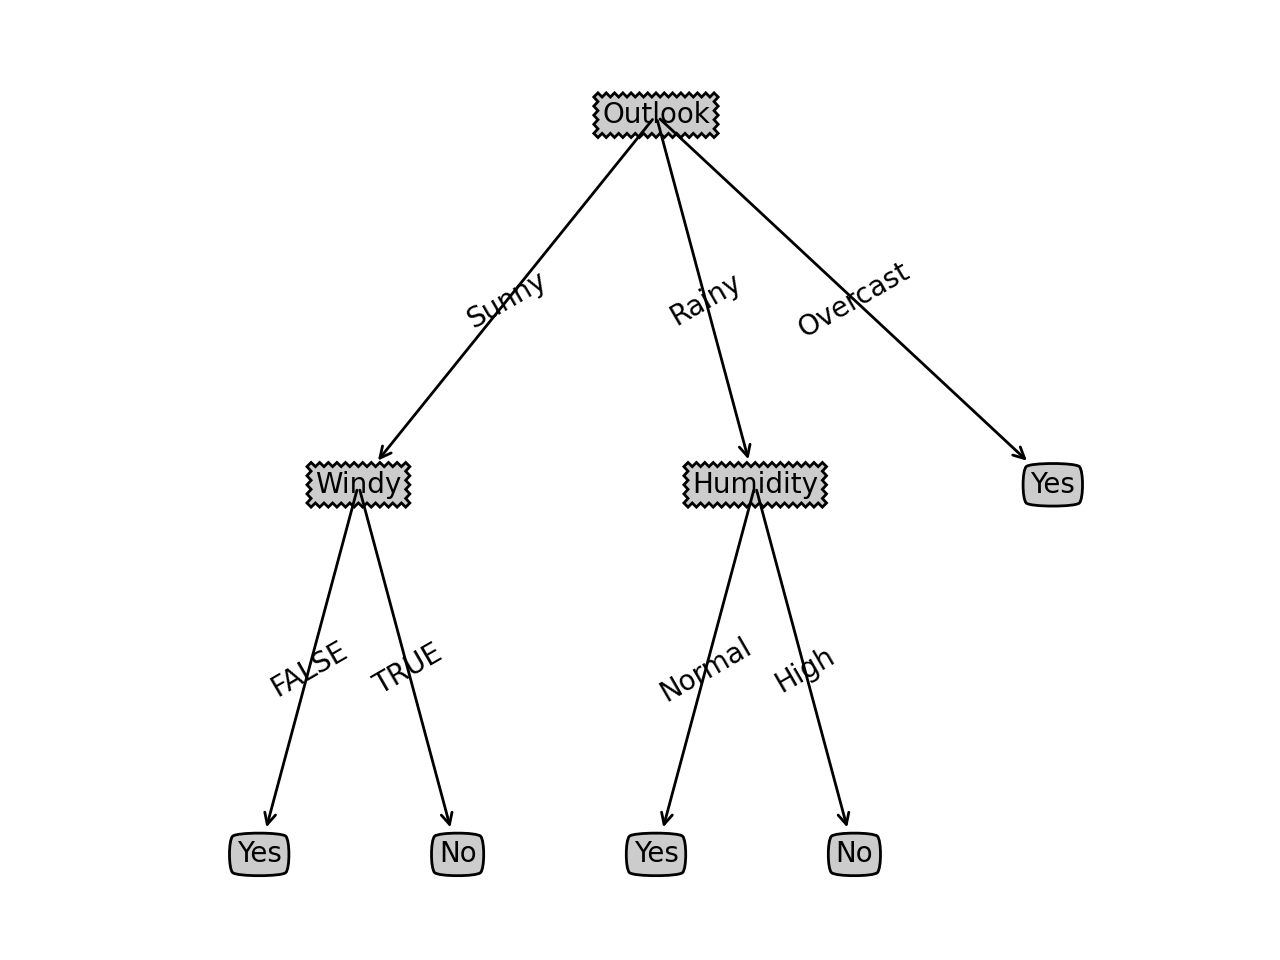 Outlook
Sunny
Rainy
Overcast
Windy
Humidity
Yes
FALSE
TRUE
Normal
High
Yes
No
Yes
No